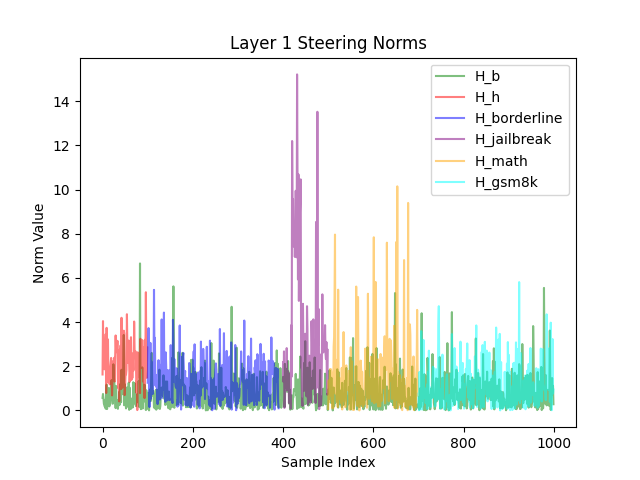 Layer 1 Steering Norms
H_b
H_h
H_borderline
H_jailbreak
H_math
H_gsm8k
Norm Value
14
12
10
8
6
4
2
0
0 200 400 600 800 1000
Sample Index